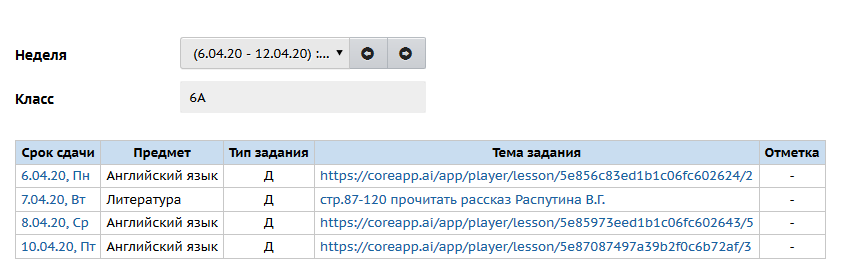 Неделя (6.04.20 - 12.04.20) :...
Класс 6А
Срок сдачи Предмет Тип задания Тема задания Отметка
6.04.20, Пн Английский язык Д https://coreapp.ai/app/player/lesson/5e856c83ed1b1c06fc602624/2 -
7.04.20, Вт Литература Д стр.87-120 прочитать рассказ Распутина В.Г. -
8.04.20, Ср Английский язык Д https://coreapp.ai/app/player/lesson/5e85973eed1b1c06fc602643/5 -
10.04.20, Пт Английский язык Д https://coreapp.ai/app/player/lesson/5e87087497a39b2f0c6b72af/3 -